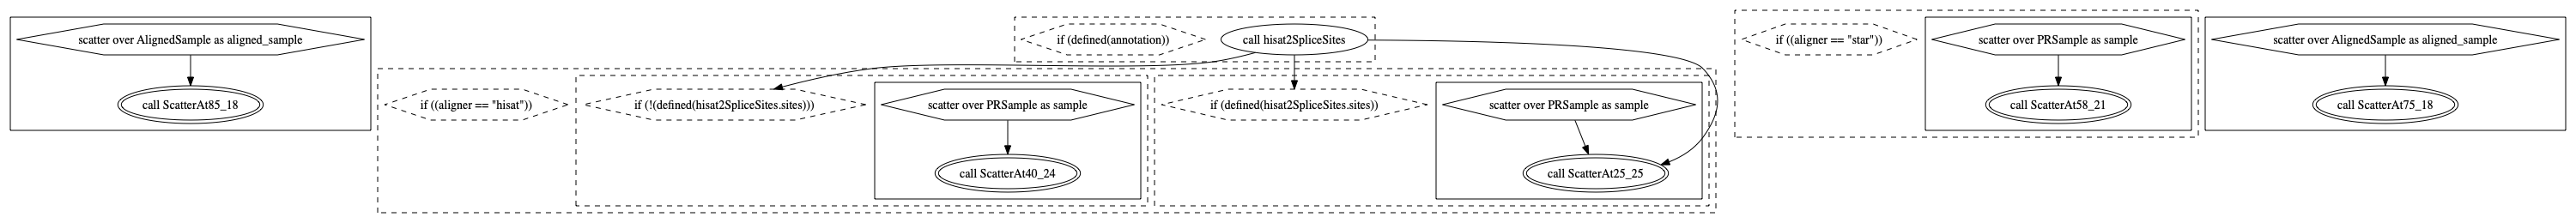 scatter over AlignedSample as aligned_sample
call ScatterAt85_18
if (defined(annotation))
call hisat2SpliceSites
if ((aligner == "hisat"))
if (!(defined(hisat2SpliceSites.sites)))
scatter over PRSample as sample
call ScatterAt40_24
if (defined(hisat2SpliceSites.sites))
scatter over PRSample as sample
call ScatterAt25_25
if ((aligner == "star"))
scatter over PRSample as sample
call ScatterAt58_21
scatter over AlignedSample as aligned_sample
call ScatterAt75_18